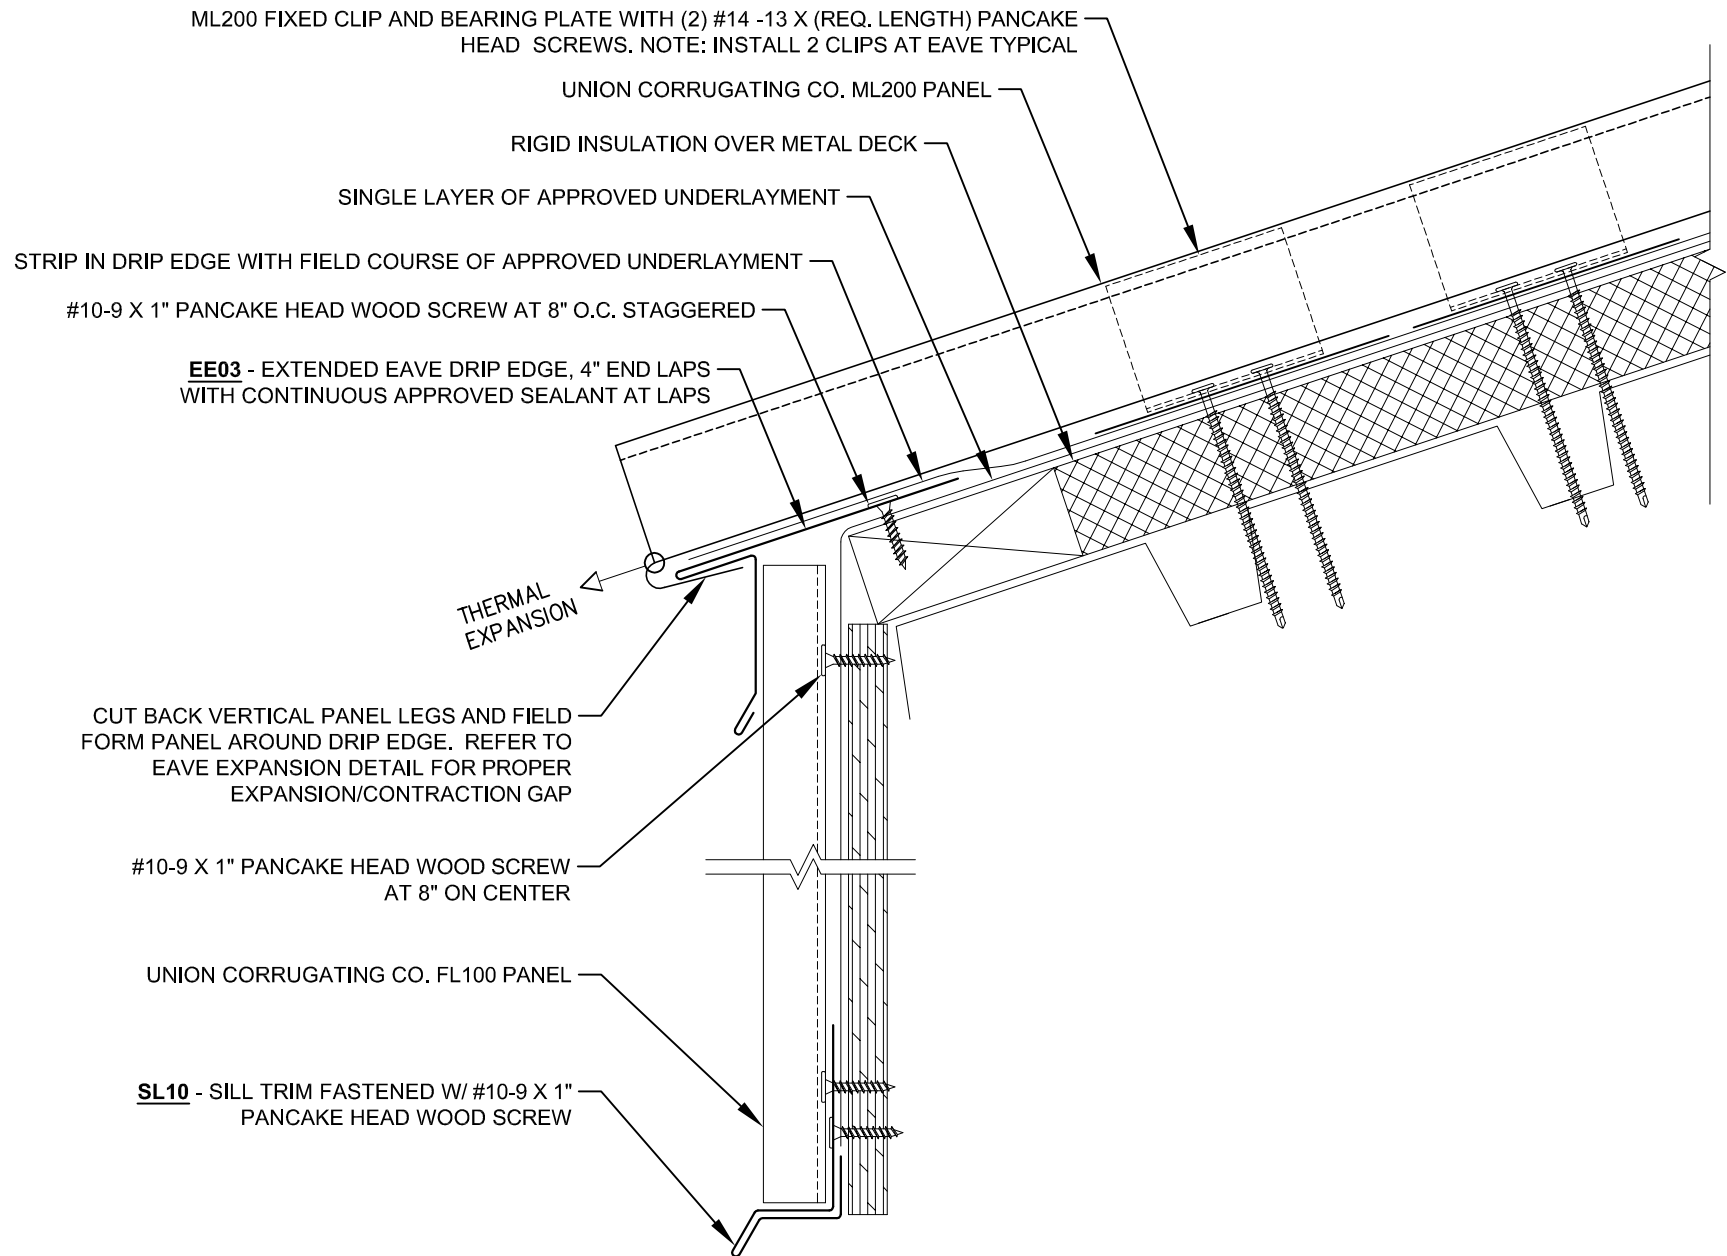 ML200 FIXED CLIP AND BEARING PLATE WITH (2) #14 -13 X (REQ. LENGTH) PANCAKE
HEAD SCREWS. NOTE: INSTALL 2 CLIPS AT EAVE TYPICAL
UNION CORRUGATING CO. ML200 PANEL
RIGID INSULATION OVER METAL DECK
SINGLE LAYER OF APPROVED UNDERLAYMENT
STRIP IN DRIP EDGE WITH FIELD COURSE OF APPROVED UNDERLAYMENT
#10-9 X 1" PANCAKE HEAD WOOD SCREW AT 8" O.C. STAGGERED
EE03 - EXTENDED EAVE DRIP EDGE, 4" END LAPS
WITH CONTINUOUS APPROVED SEALANT AT LAPS
THERMAL
EXPANSION
CUT BACK VERTICAL PANEL LEGS AND FIELD
FORM PANEL AROUND DRIP EDGE. REFER TO
EAVE EXPANSION DETAIL FOR PROPER
EXPANSION/CONTRACTION GAP
#10-9 X 1" PANCAKE HEAD WOOD SCREW
AT 8" ON CENTER
UNION CORRUGATING CO. FL100 PANEL
SL10 - SILL TRIM FASTENED W/ #10-9 X 1"
PANCAKE HEAD WOOD SCREW